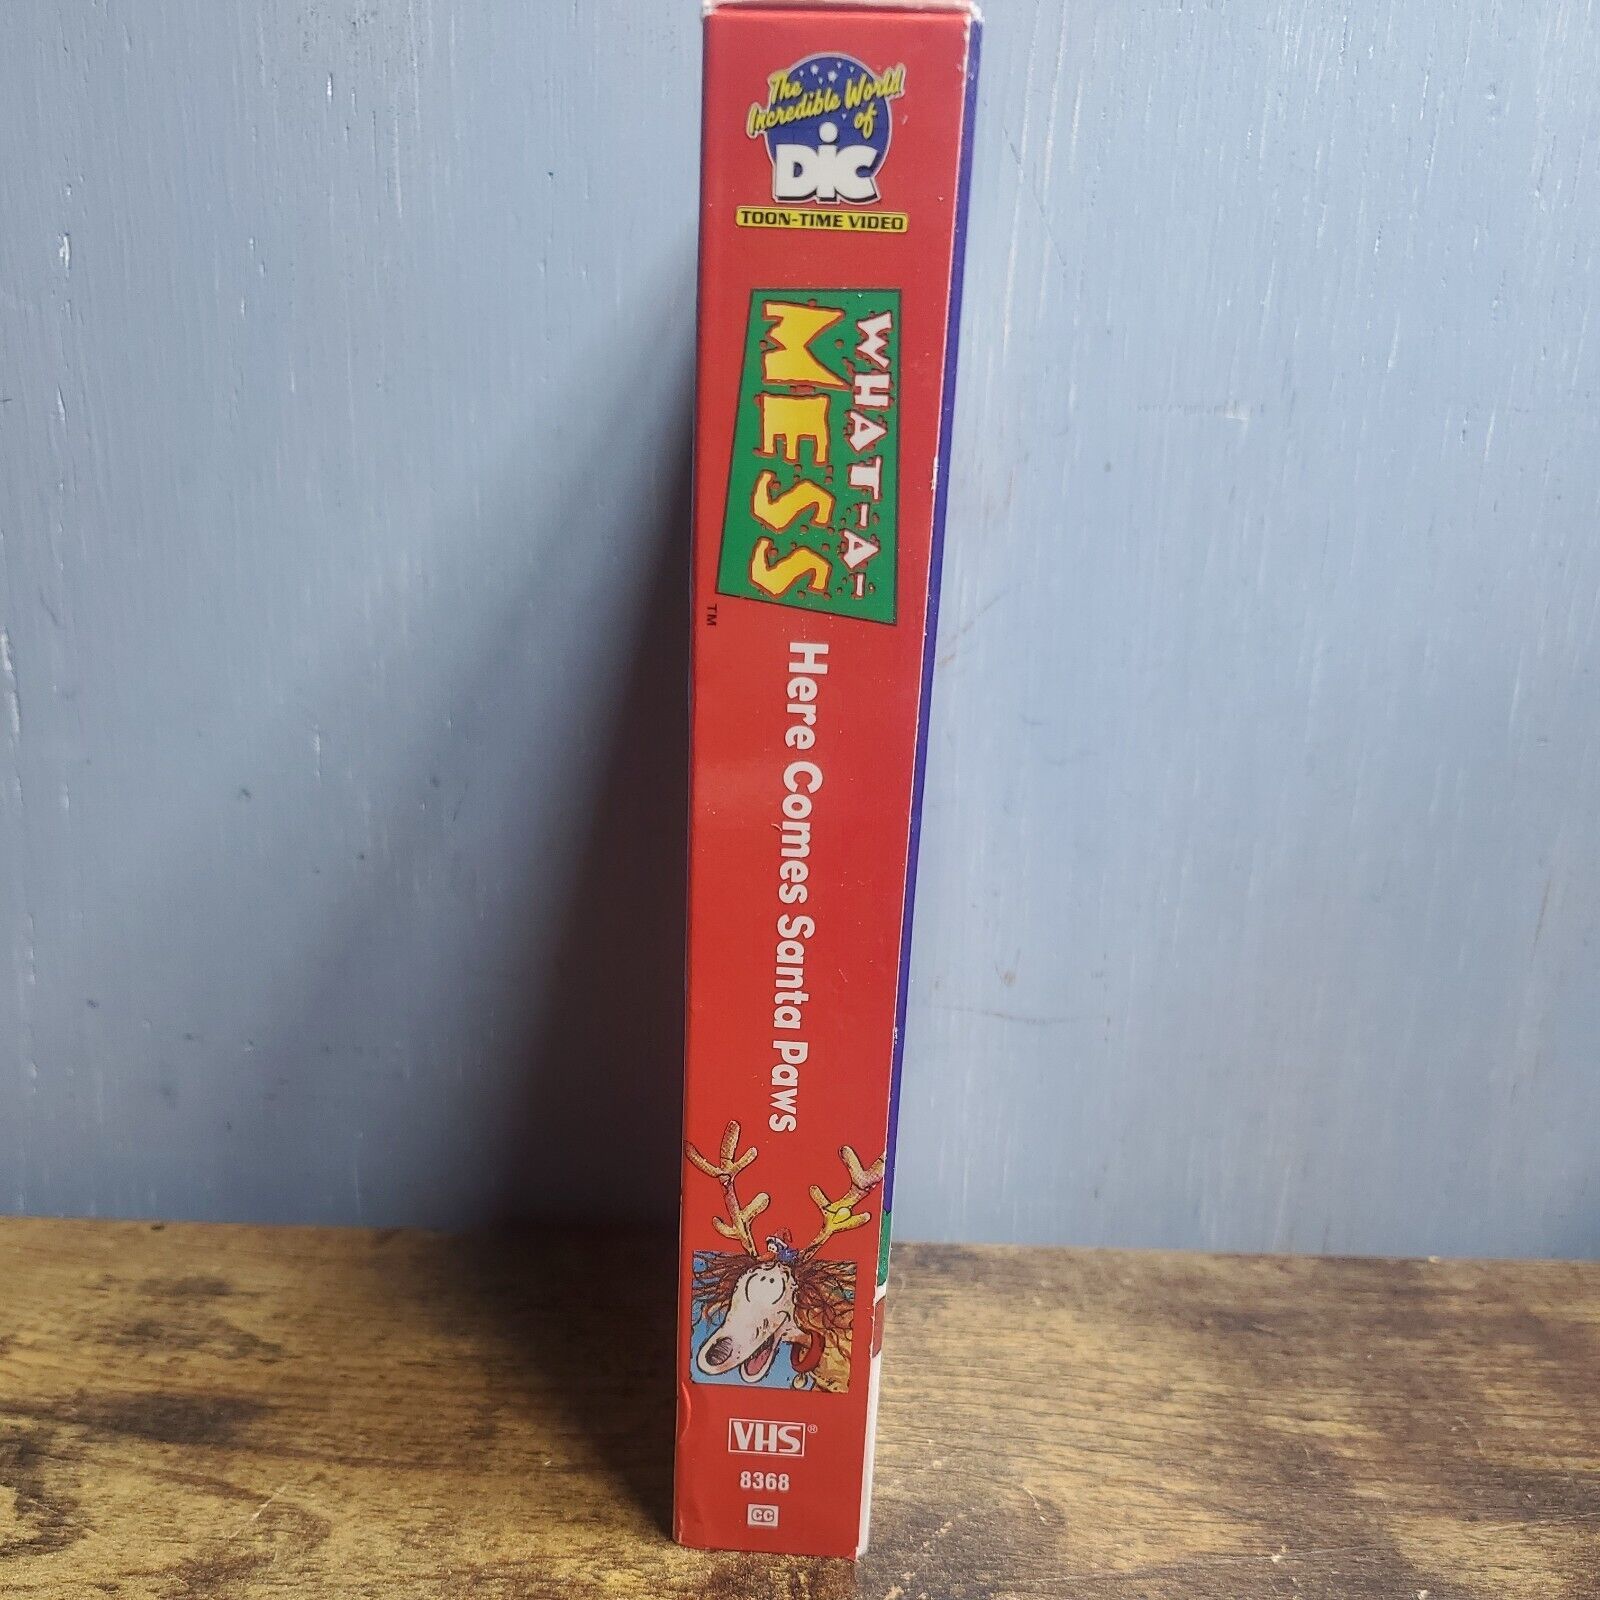 The
Incredible World
of
DiC
TOON-TIME VIDEO
WHAT-A-
MESS
TM
Here Comes Santa Paws
VHS®
8368
CC